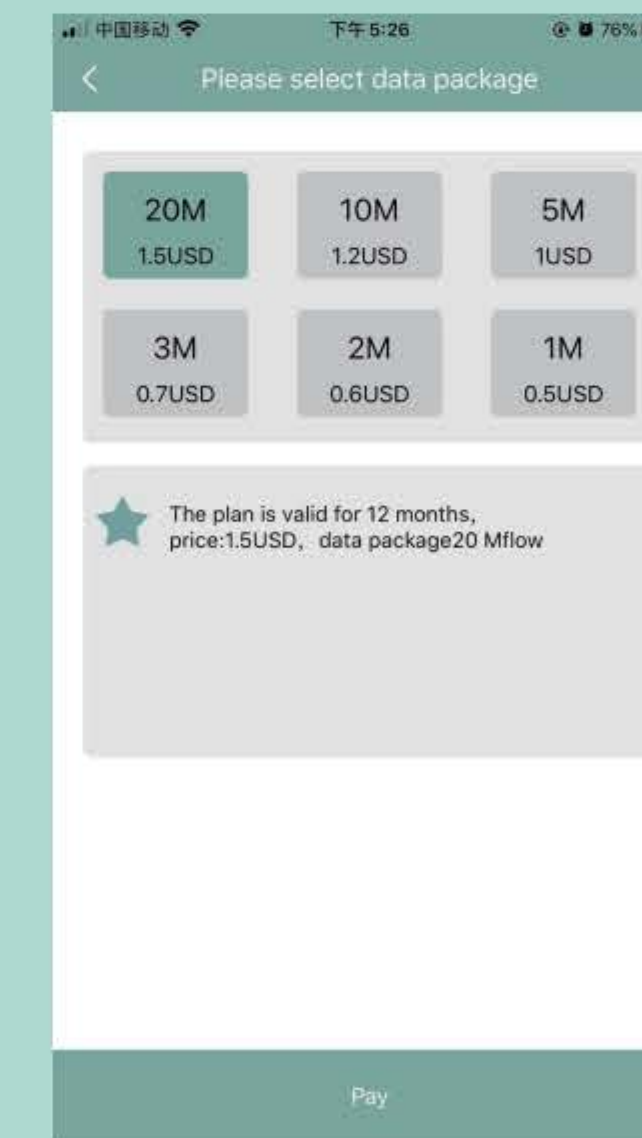 中国移动 下午 5:26 76%
Please select data package
20M 10M 5M
1.5USD 1.2USD 1USD
3M 2M 1M
0.7USD 0.6USD 0.5USD
The plan is valid for 12 months,
price:1.5USD，data package20 Mflow
Pay